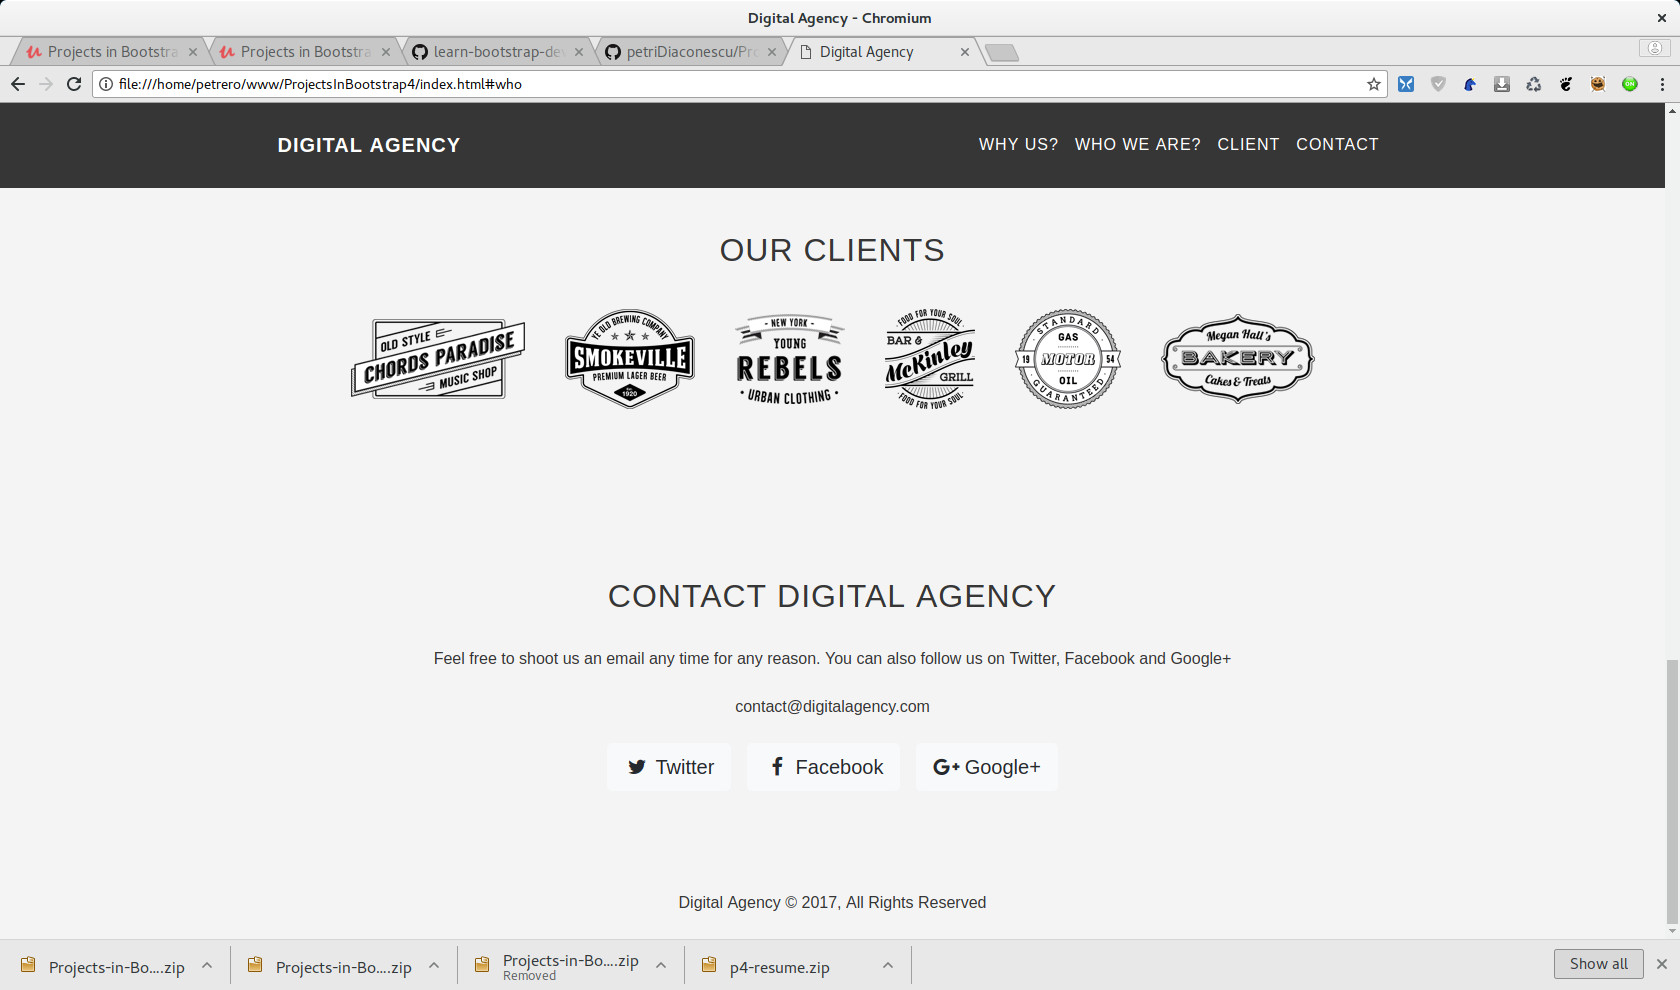 Digital Agency - Chromium
Projects in Bootstra
Projects in Bootstra
learn-bootstrap-de
petriDiaconescu/Pro
Digital Agency
file:///home/petrero/www/ProjectsInBootstrap4/index.html#who
ON
DIGITAL AGENCY
WHY US? WHO WE ARE? CLIENT CONTACT
OUR CLIENTS
OLD STYLE
CHORDS PARADISE
MUSIC SHOP
YE OLD BREWING COMPANY
SMOKEVILLE
PREMIUM LAGER BEER
1920
- NEW YORK -
YOUNG
REBELS
• URBAN CLOTHING •
· FOOD FOR YOUR SOUL ·
BAR &
McKinley
GRILL
· FOOD FOR YOUR SOUL ·
STANDARD
GAS
19 MOTOR 54
OIL
GUARANTEED
Megan Hall's
BAKERY
Cakes & Treats
CONTACT DIGITAL AGENCY
Feel free to shoot us an email any time for any reason. You can also follow us on Twitter, Facebook and Google+
contact@digitalagency.com
Twitter
Facebook
G+ Google+
Digital Agency © 2017, All Rights Reserved
Projects-in-Bo....zip
Projects-in-Bo....zip
Projects-in-Bo....zip
Removed
p4-resume.zip
Show all